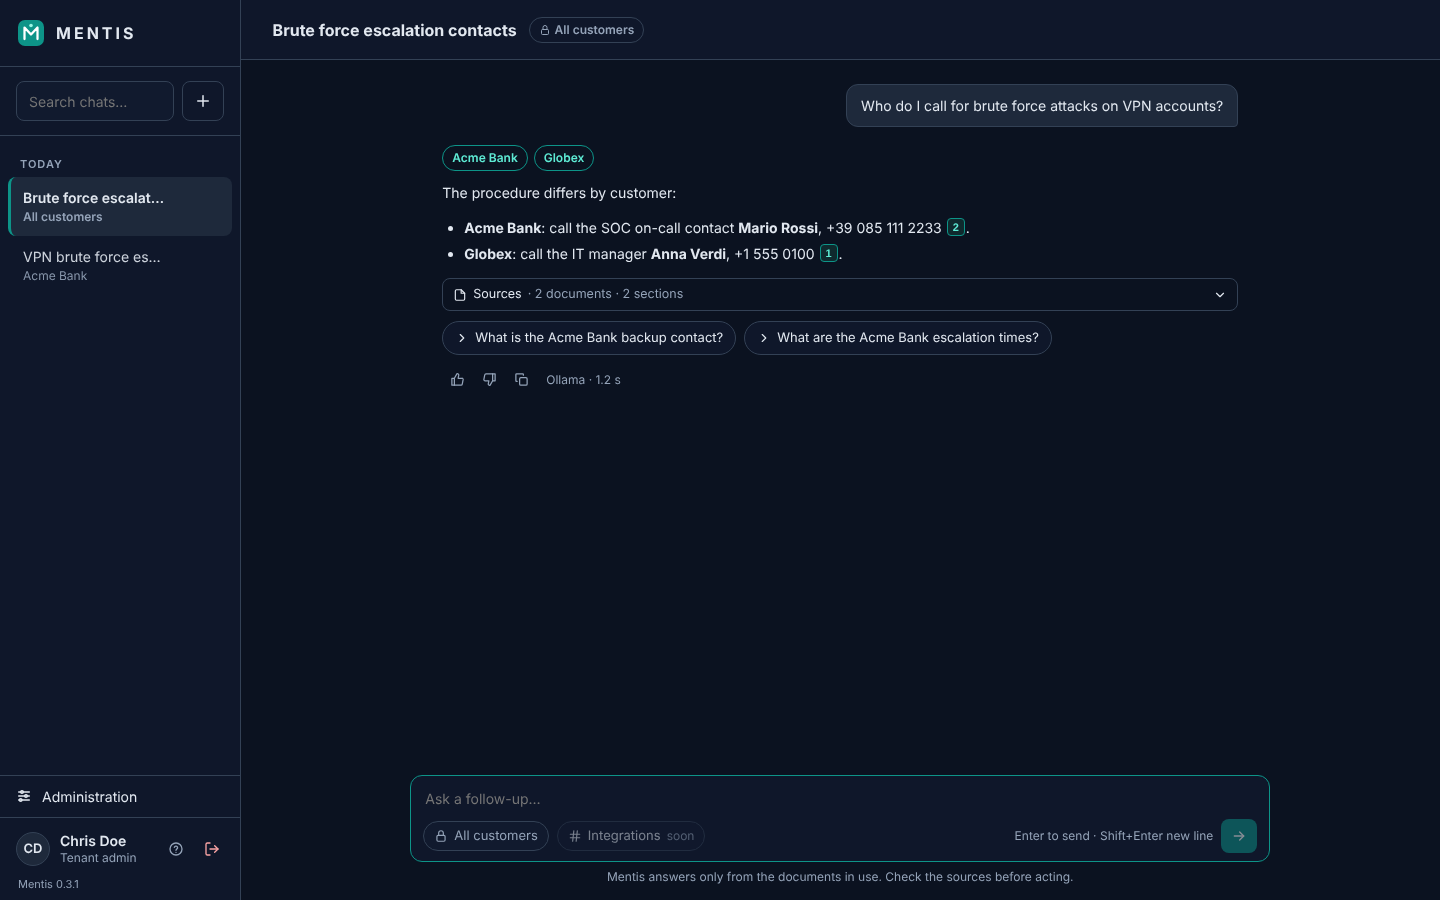 MENTIS
Search chats...
TODAY
Brute force escalat...
All customers
VPN brute force es...
Acme Bank
Administration
CD
Chris Doe
Tenant admin
Mentis 0.3.1
Brute force escalation contacts
All customers
Who do I call for brute force attacks on VPN accounts?
Acme Bank Globex
The procedure differs by customer:
• Acme Bank: call the SOC on-call contact Mario Rossi, +39 085 111 2233 2.
• Globex: call the IT manager Anna Verdi, +1 555 0100 1.
Sources · 2 documents · 2 sections
What is the Acme Bank backup contact? What are the Acme Bank escalation times?
Ollama · 1.2 s
Ask a follow-up...
All customers Integrations soon Enter to send · Shift+Enter new line
Mentis answers only from the documents in use. Check the sources before acting.